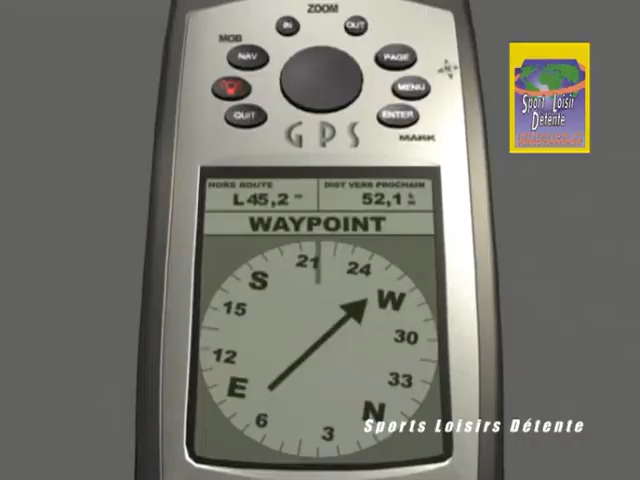 ZOOM
IN
OUT
MOB
NAV
PAGE
MENU
QUIT
ENTER
GPS
MARK
HORS ROUTE
DIST VERS PROCHAIN
L45,2 m
52,1 k m
WAYPOINT
21
24
S
W
15
30
12
33
E
N
6
3
Sport Loisir
Détente
Sports Loisirs Détente